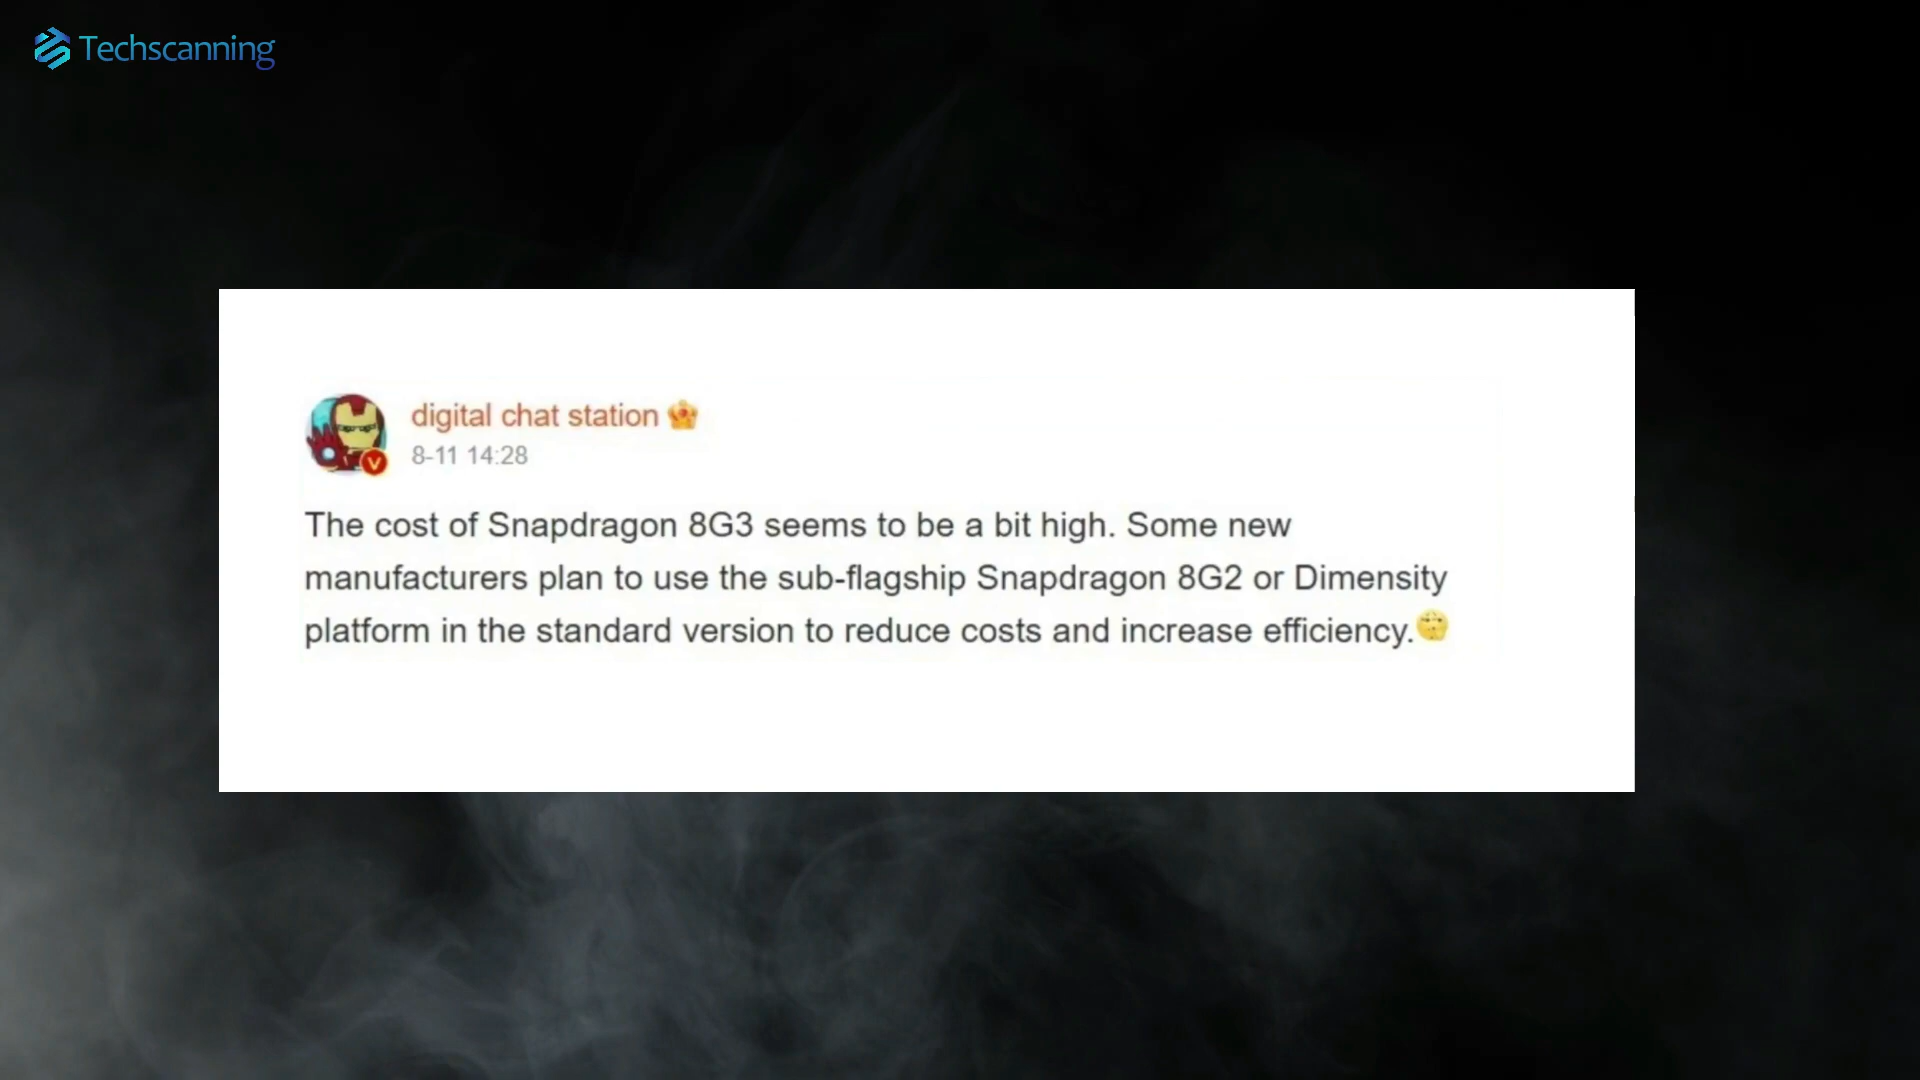 Techscanning
digital chat station
8-11 14:28
The cost of Snapdragon 8G3 seems to be a bit high. Some new
manufacturers plan to use the sub-flagship Snapdragon 8G2 or Dimensity
platform in the standard version to reduce costs and increase efficiency.